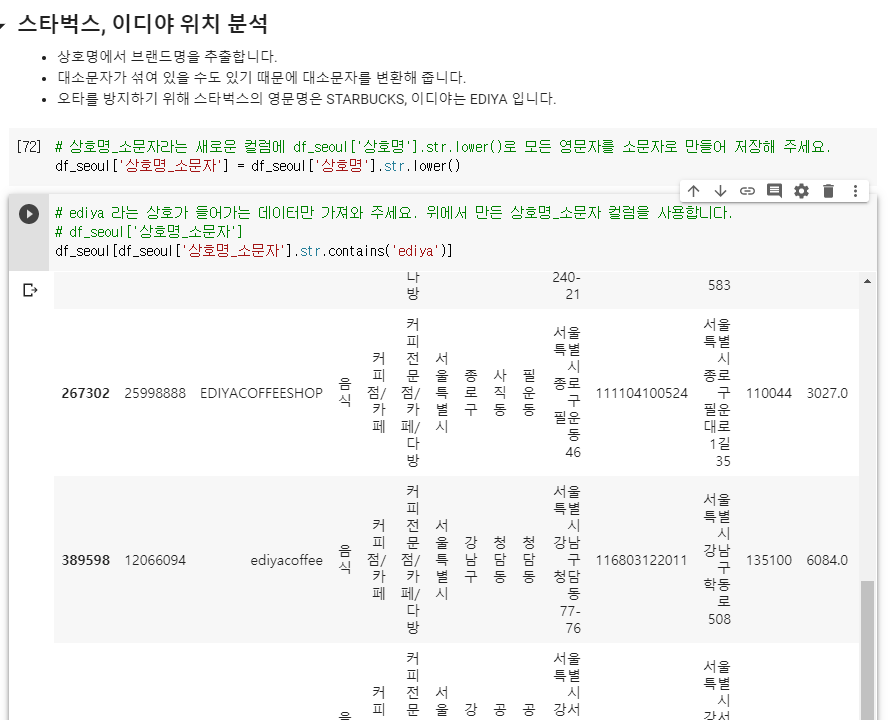 스타벅스, 이디야 위치 분석
상호명에서 브랜드명을 추출합니다.
대소문자가 섞여 있을 수도 있기 때문에 대소문자를 변환해 줍니다.
오타를 방지하기 위해 스타벅스의 영문명은 STARBUCKS, 이디야는 EDIYA 입니다.
[72] # 상호명_소문자라는 새로운 컬럼에 df_seoul['상호명'].str.lower()로 모든 영문자를 소문자로 만들어 저장해 주세요.
df_seoul['상호명_소문자'] = df_seoul['상호명'].str.lower()
# ediya 라는 상호가 들어가는 데이터만 가져와 주세요. 위에서 만든 상호명_소문자 컬럼을 사용합니다.
# df_seoul['상호명_소문자']
df_seoul[df_seoul['상호명_소문자'].str.contains('ediya')]
나
방
240-
21
583
267302
25998888
EDIYACOFFEESHOP
음
식
커
피
점/
카
페
커
피
전
문
점/
카
페/
다
방
서
울
특
별
시
종
로
구
사
직
동
필
운
동
서울
특별
시
종로
구
필운
동
46
111104100524
서울
특별
시
종로
구
필운
대로
1길
35
110044
3027.0
389598
12066094
ediyacoffee
음
식
커
피
점/
카
페
커
피
전
문
점/
카
페/
다
방
서
울
특
별
시
강
남
구
청
담
동
청
담
동
서울
특별
시
강남
구
청담
동
77-
76
116803122011
서울
특별
시
강남
구
학동
로
508
135100
6084.0
음
커
피
커
피
전
문
서
울
강
공
공
서울
특별
시
강서
서울
특별
시
강서